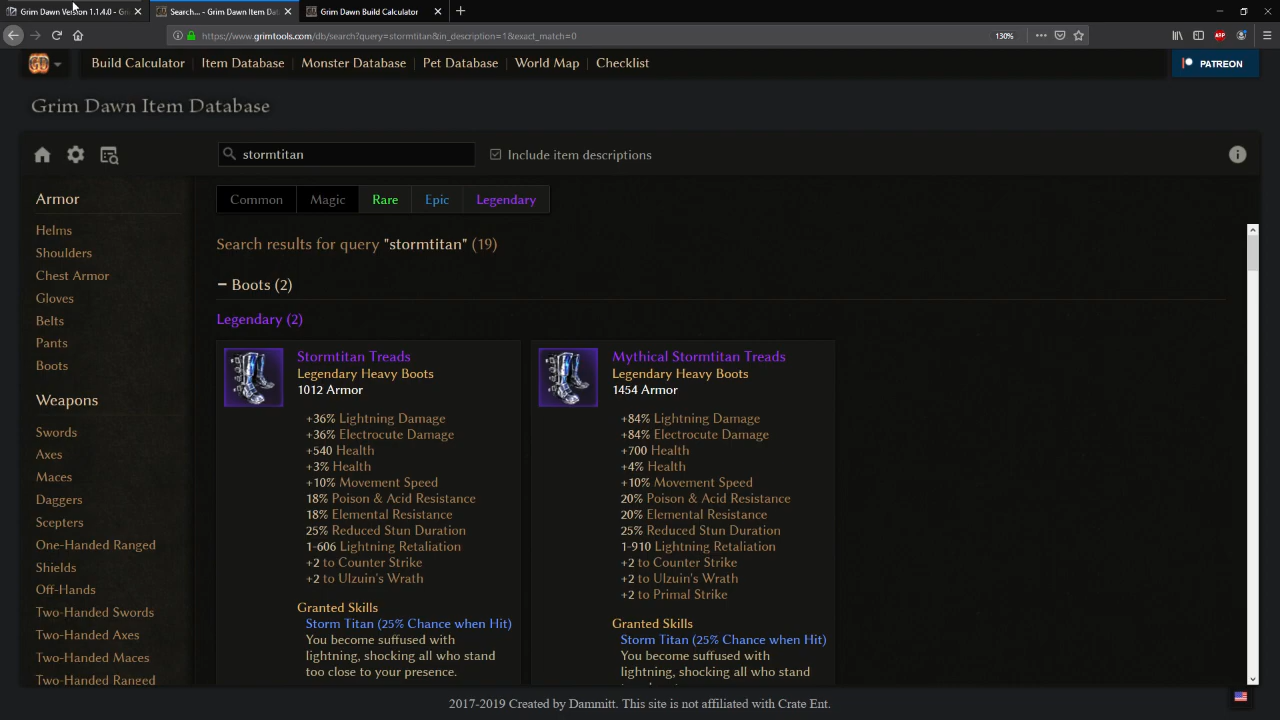 Grim Dawn Version 1.1.4.0 - Gr
Search... - Grim Dawn Item Dat
Grim Dawn Build Calculator
https://www.grimtools.com/db/search?query=stormtitan&in_description=1&exact_match=0
130%
Build Calculator
Item Database
Monster Database
Pet Database
World Map
Checklist
PATREON
Grim Dawn Item Database
stormtitan
Include item descriptions
Armor
Helms
Shoulders
Chest Armor
Gloves
Belts
Pants
Boots
Weapons
Swords
Axes
Maces
Daggers
Scepters
One-Handed Ranged
Shields
Off-Hands
Two-Handed Swords
Two-Handed Axes
Two-Handed Maces
Two-Handed Ranged
Common
Magic
Rare
Epic
Legendary
Search results for query "stormtitan" (19)
Boots (2)
Legendary (2)
Stormtitan Treads
Legendary Heavy Boots
1012 Armor
+36% Lightning Damage
+36% Electrocute Damage
+540 Health
+3% Health
+10% Movement Speed
18% Poison & Acid Resistance
18% Elemental Resistance
25% Reduced Stun Duration
1-606 Lightning Retaliation
+2 to Counter Strike
+2 to Ulzuin's Wrath
Granted Skills
Storm Titan (25% Chance when Hit)
You become suffused with
lightning, shocking all who stand
too close to your presence.
Mythical Stormtitan Treads
Legendary Heavy Boots
1454 Armor
+84% Lightning Damage
+84% Electrocute Damage
+700 Health
+4% Health
+10% Movement Speed
20% Poison & Acid Resistance
20% Elemental Resistance
25% Reduced Stun Duration
1-910 Lightning Retaliation
+2 to Counter Strike
+2 to Ulzuin's Wrath
+2 to Primal Strike
Granted Skills
Storm Titan (25% Chance when Hit)
You become suffused with
lightning, shocking all who stand
2017-2019 Created by Dammitt. This site is not affiliated with Crate Ent.